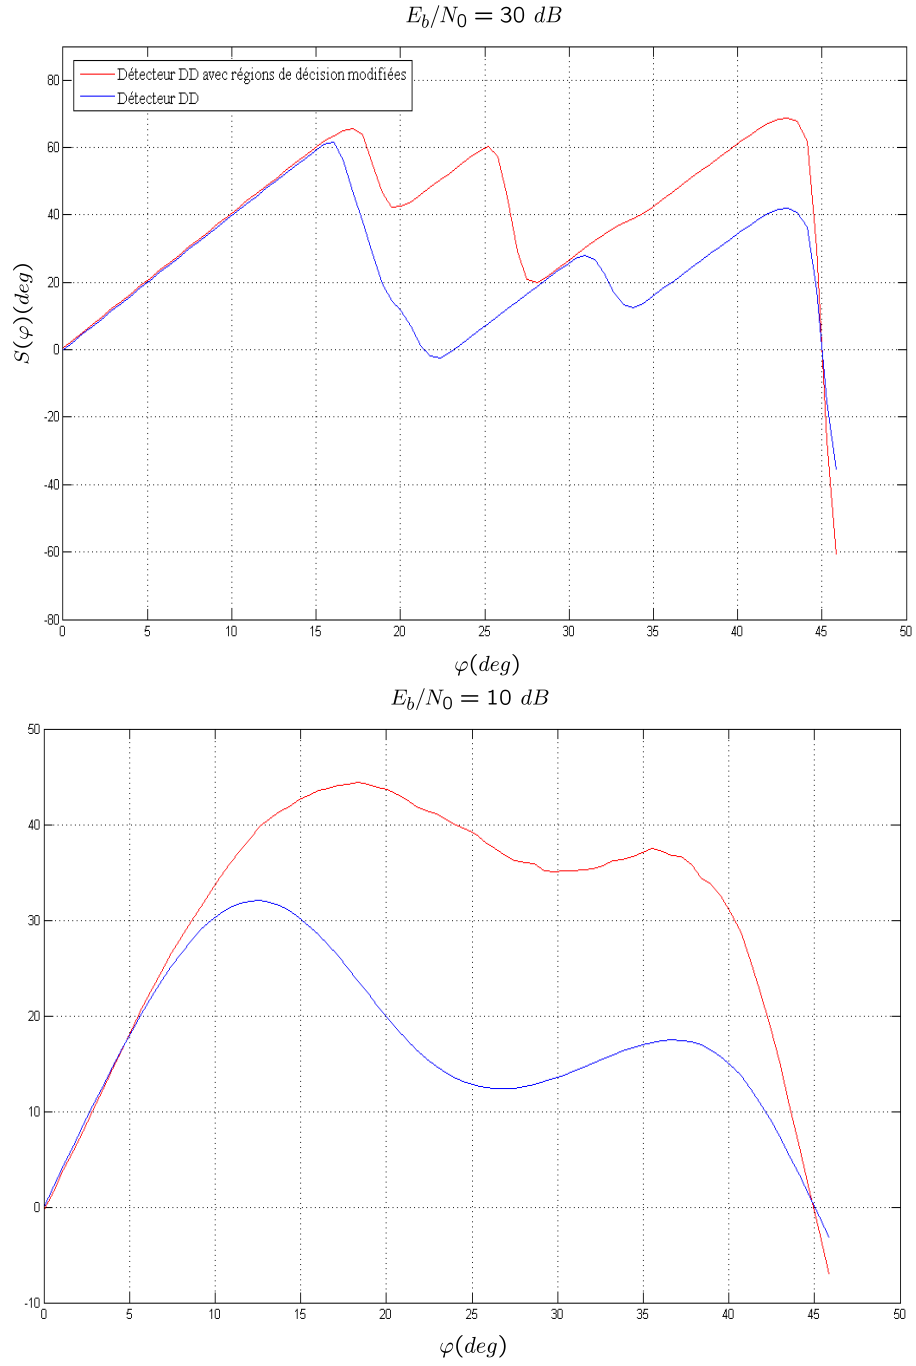 E_b/N_0 = 30 dB
Détecteur DD avec régions de décision modifiées
Détecteur DD
S(φ)(deg)
80
60
40
20
0
-20
-40
-60
-80
0 5 10 15 20 25 30 35 40 45 50
φ(deg)
E_b/N_0 = 10 dB
50
40
30
20
10
0
-10
0 5 10 15 20 25 30 35 40 45 50
φ(deg)